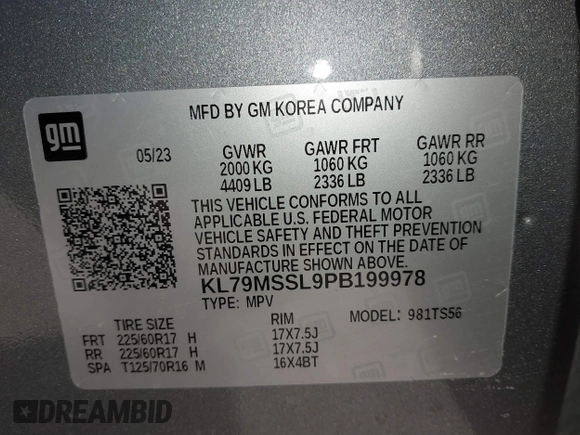 MFD BY GM KOREA COMPANY
gm
05/23 GVWR GAWR FRT GAWR RR
2000 KG 1060 KG 1060 KG
4409 LB 2336 LB 2336 LB
THIS VEHICLE CONFORMS TO ALL
APPLICABLE U.S. FEDERAL MOTOR
VEHICLE SAFETY AND THEFT PREVENTION
STANDARDS IN EFFECT ON THE DATE OF
MANUFACTURE SHOWN ABOVE.
KL79MSSL9PB199978
TYPE: MPV
TIRE SIZE RIM MODEL: 981TS56
FRT 225/60R17 H 17X7.5J
RR 225/60R17 H 17X7.5J
SPA T125/70R16 M 16X4BT
DREAMBID